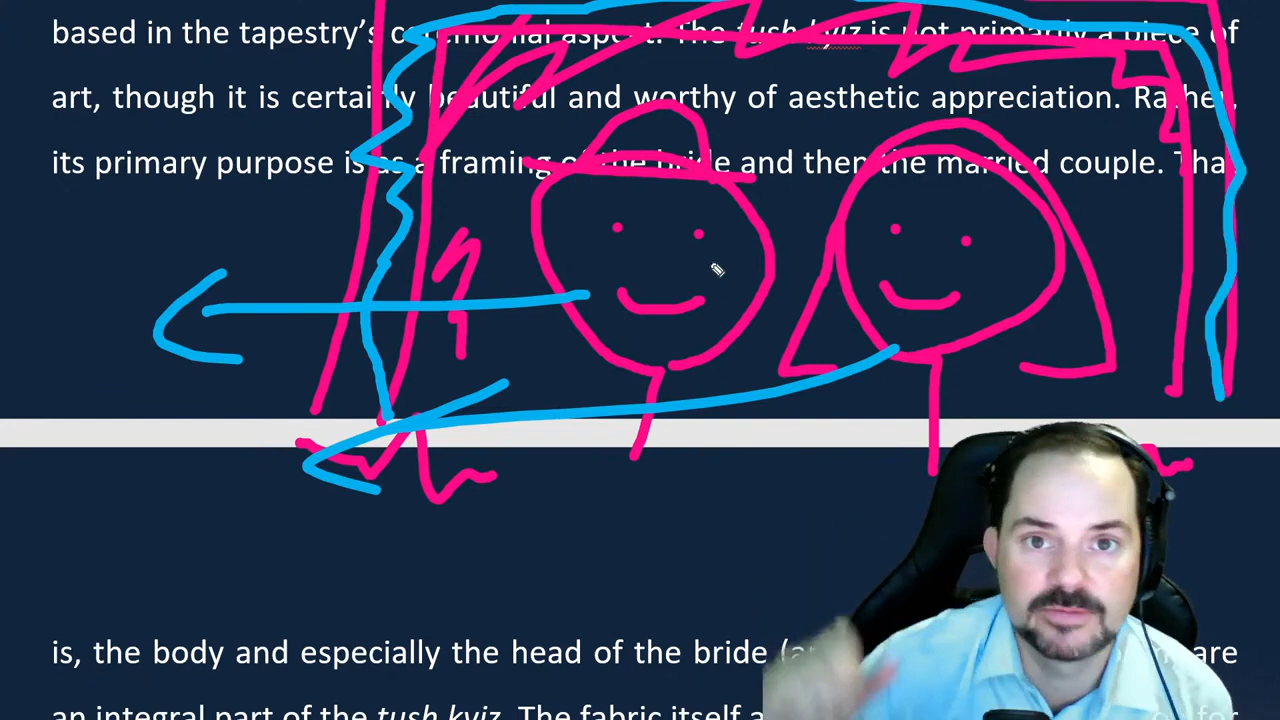 based in the tapestry’s ceremonial aspect. The tush kyiz is not primarily a piece of
art, though it is certainly beautiful and worthy of aesthetic appreciation. Rather,
its primary purpose is as a framing of the bride and then the married couple. That
is, the body and especially the head of the bride are
an integral part of the tush kyiz. The fabric itself